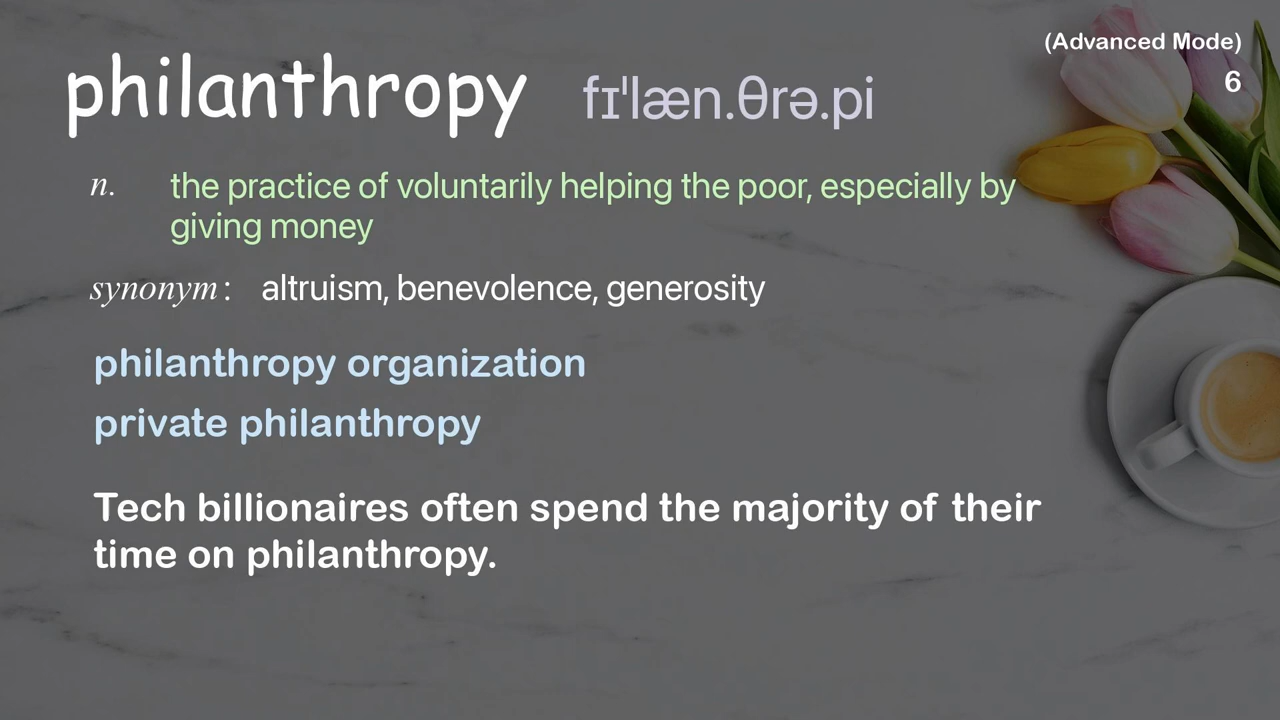 (Advanced Mode)
6
philanthropy fɪˈlæn.θrə.pi
n. the practice of voluntarily helping the poor, especially by
giving money
synonym: altruism, benevolence, generosity
philanthropy organization
private philanthropy
Tech billionaires often spend the majority of their
time on philanthropy.